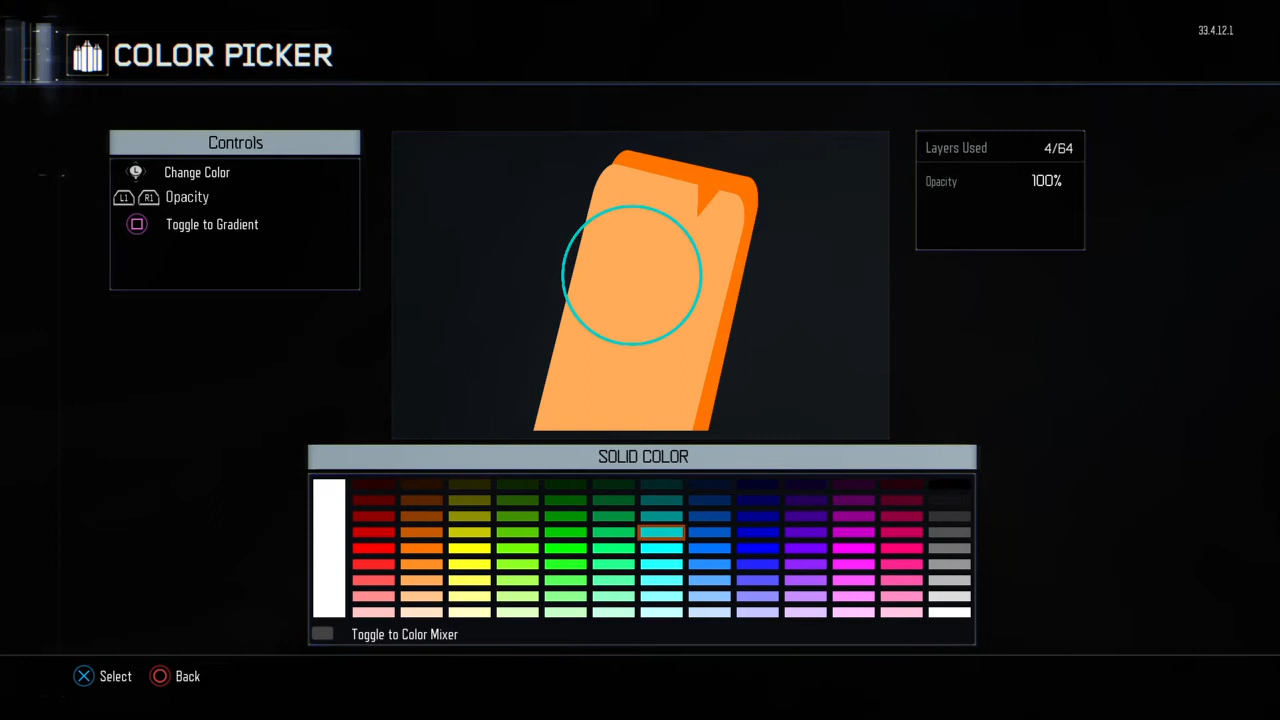 33.4.12.1
COLOR PICKER
Controls
L Change Color
L1 R1 Opacity
Toggle to Gradient
Layers Used 4/64
Opacity 100%
SOLID COLOR
Toggle to Color Mixer
Select Back